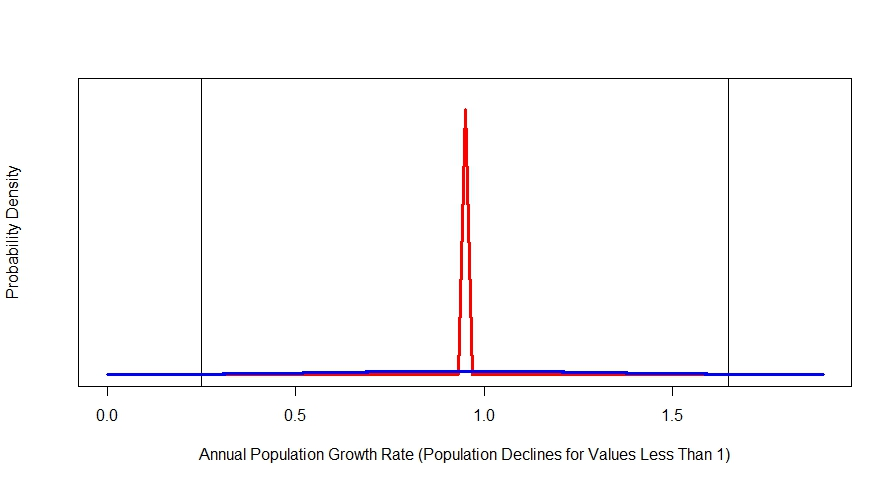 Probability Density
0.0 0.5 1.0 1.5
Annual Population Growth Rate (Population Declines for Values Less Than 1)